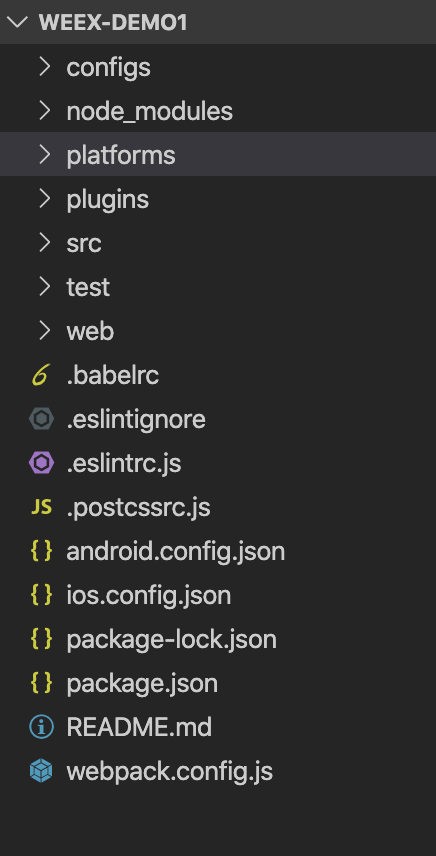 WEEX-DEMO1
configs
node_modules
platforms
plugins
src
test
web
.babelrc
.eslintignore
.eslintrc.js
JS .postcssrc.js
{} android.config.json
{} ios.config.json
{} package-lock.json
{} package.json
README.md
webpack.config.js